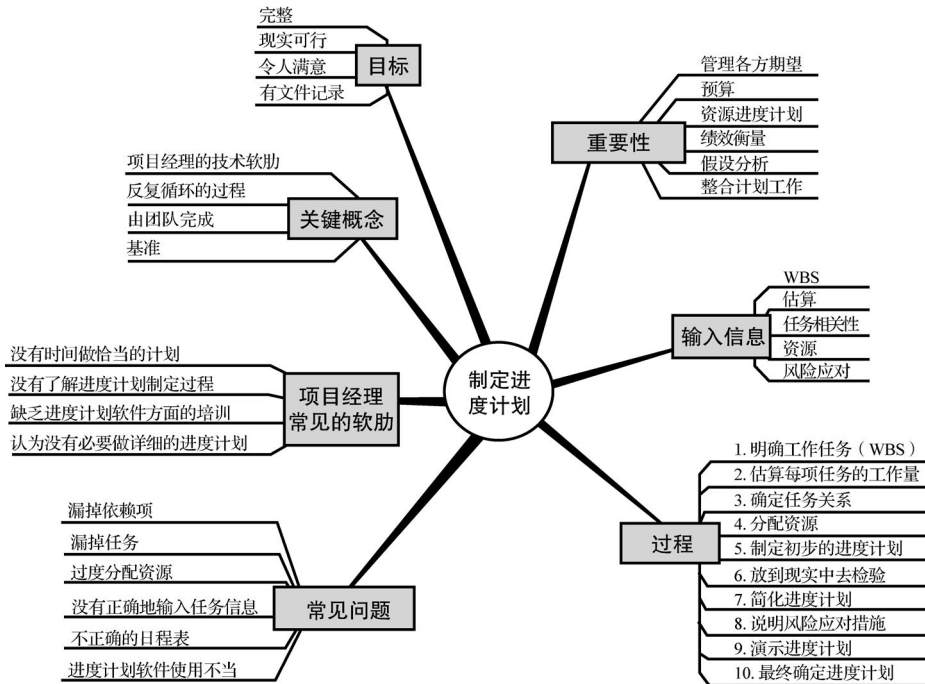 制定进
度计划
目标
完整
现实可行
令人满意
有文件记录
重要性
管理各方期望
预算
资源进度计划
绩效衡量
假设分析
整合计划工作
关键概念
项目经理的技术软肋
反复循环的过程
由团队完成
基准
输入信息
WBS
估算
任务相关性
资源
风险应对
项目经理
常见的软肋
没有时间做恰当的计划
没有了解进度计划制定过程
缺乏进度计划软件方面的培训
认为没有必要做详细的进度计划
过程
1. 明确工作任务（WBS）
2. 估算每项任务的工作量
3. 确定任务关系
4. 分配资源
5. 制定初步的进度计划
6. 放到现实中去检验
7. 简化进度计划
8. 说明风险应对措施
9. 演示进度计划
10. 最终确定进度计划
常见问题
漏掉依赖项
漏掉任务
过度分配资源
没有正确地输入任务信息
不正确的日程表
进度计划软件使用不当